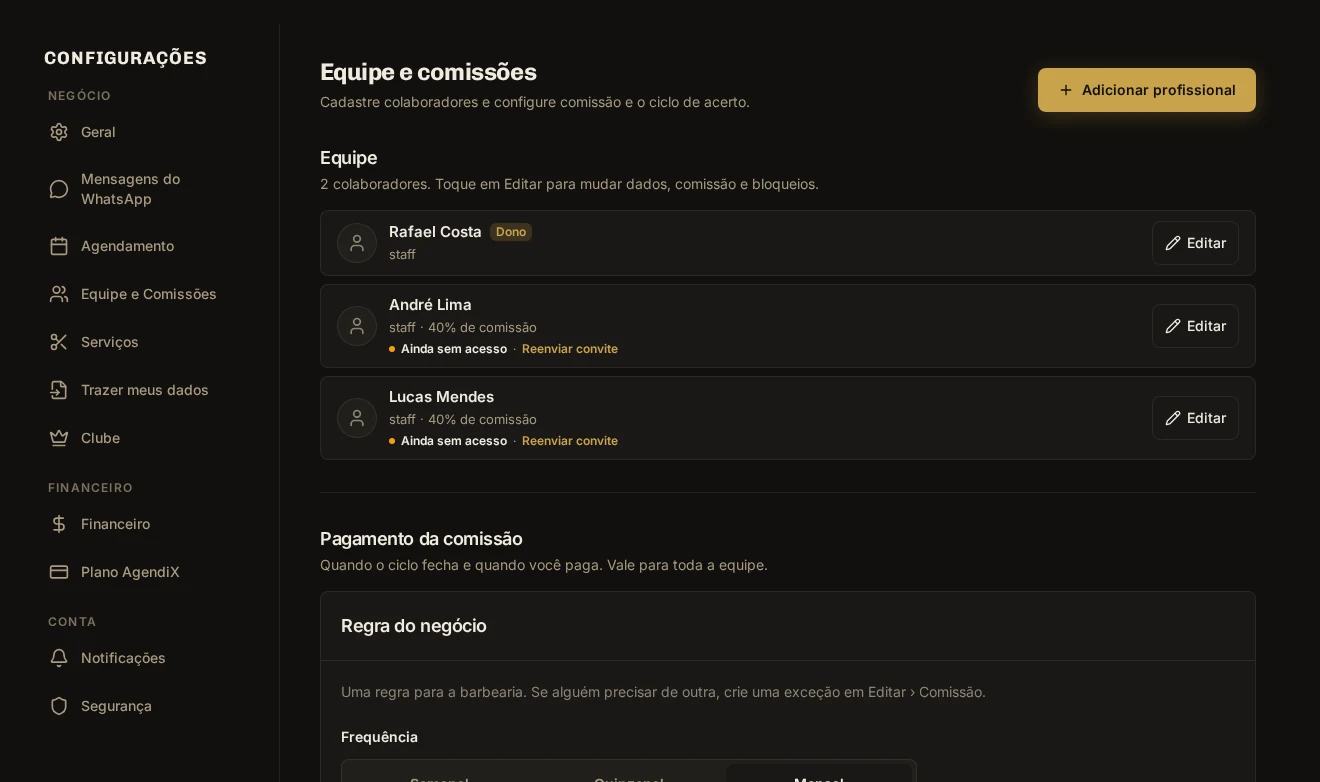 CONFIGURAÇÕES
NEGÓCIO
Geral
Mensagens do
WhatsApp
Agendamento
Equipe e Comissões
Serviços
Trazer meus dados
Clube
FINANCEIRO
Financeiro
Plano AgendiX
CONTA
Notificações
Segurança
Equipe e comissões
Cadastre colaboradores e configure comissão e o ciclo de acerto.
+ Adicionar profissional
Equipe
2 colaboradores. Toque em Editar para mudar dados, comissão e bloqueios.
Rafael Costa Dono
staff
Editar
André Lima
staff · 40% de comissão
Ainda sem acesso · Reenviar convite
Editar
Lucas Mendes
staff · 40% de comissão
Ainda sem acesso · Reenviar convite
Editar
Pagamento da comissão
Quando o ciclo fecha e quando você paga. Vale para toda a equipe.
Regra do negócio
Uma regra para a barbearia. Se alguém precisar de outra, crie uma exceção em Editar › Comissão.
Frequência
Semanal Quinzenal Mensal